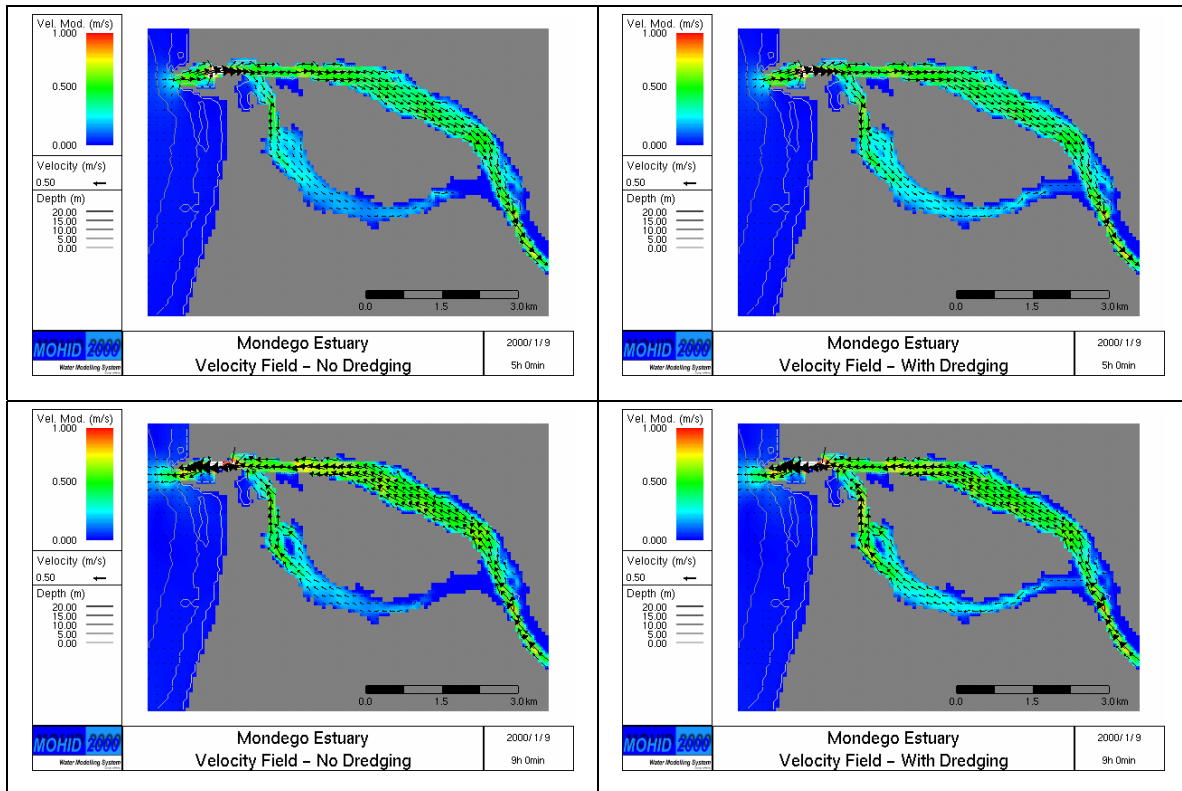 Vel. Mod. (m/s)
1.000
0.500
0.000
Velocity (m/s)
0.50
Depth (m)
20.00
15.00
10.00
5.00
0.00
0.0 1.5 3.0 km
MOHID 2000
Water Modelling System
Mondego Estuary
Velocity Field - No Dredging
2000/1/9
5h 0min
Vel. Mod. (m/s)
1.000
0.500
0.000
Velocity (m/s)
0.50
Depth (m)
20.00
15.00
10.00
5.00
0.00
0.0 1.5 3.0 km
MOHID 2000
Water Modelling System
Mondego Estuary
Velocity Field - With Dredging
2000/1/9
5h 0min
Vel. Mod. (m/s)
1.000
0.500
0.000
Velocity (m/s)
0.50
Depth (m)
20.00
15.00
10.00
5.00
0.00
0.0 1.5 3.0 km
MOHID 2000
Water Modelling System
Mondego Estuary
Velocity Field - No Dredging
2000/1/9
9h 0min
Vel. Mod. (m/s)
1.000
0.500
0.000
Velocity (m/s)
0.50
Depth (m)
20.00
15.00
10.00
5.00
0.00
0.0 1.5 3.0 km
MOHID 2000
Water Modelling System
Mondego Estuary
Velocity Field - With Dredging
2000/1/9
9h 0min